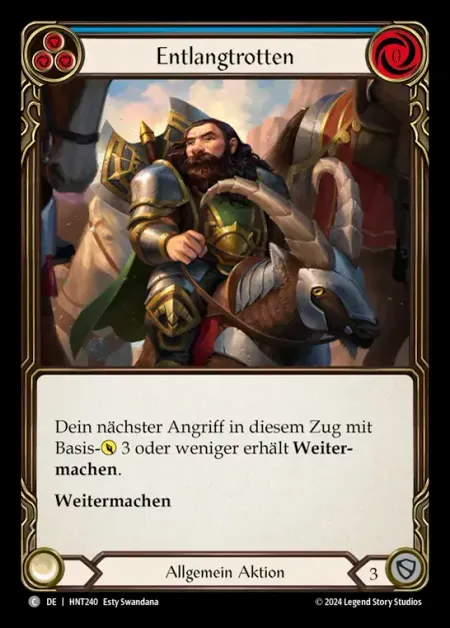 Entlangtrotten
0
Dein nächster Angriff in diesem Zug mit
Basis- 3 oder weniger erhält Weiter-
machen.
Weitermachen
Allgemein Aktion
3
C DE | HNT240 Esty Swandana
© 2024 Legend Story Studios